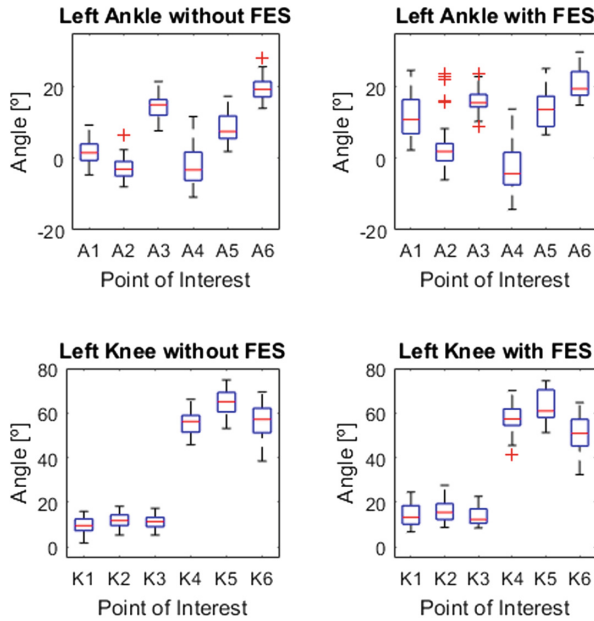 Left Ankle without FES
Left Ankle with FES
Angle [º]
20
0
-20
A1 A2 A3 A4 A5 A6
Point of Interest
Angle [º]
20
0
-20
A1 A2 A3 A4 A5 A6
Point of Interest
Left Knee without FES
Left Knee with FES
Angle [º]
80
60
40
20
0
K1 K2 K3 K4 K5 K6
Point of Interest
Angle [º]
80
60
40
20
0
K1 K2 K3 K4 K5 K6
Point of Interest